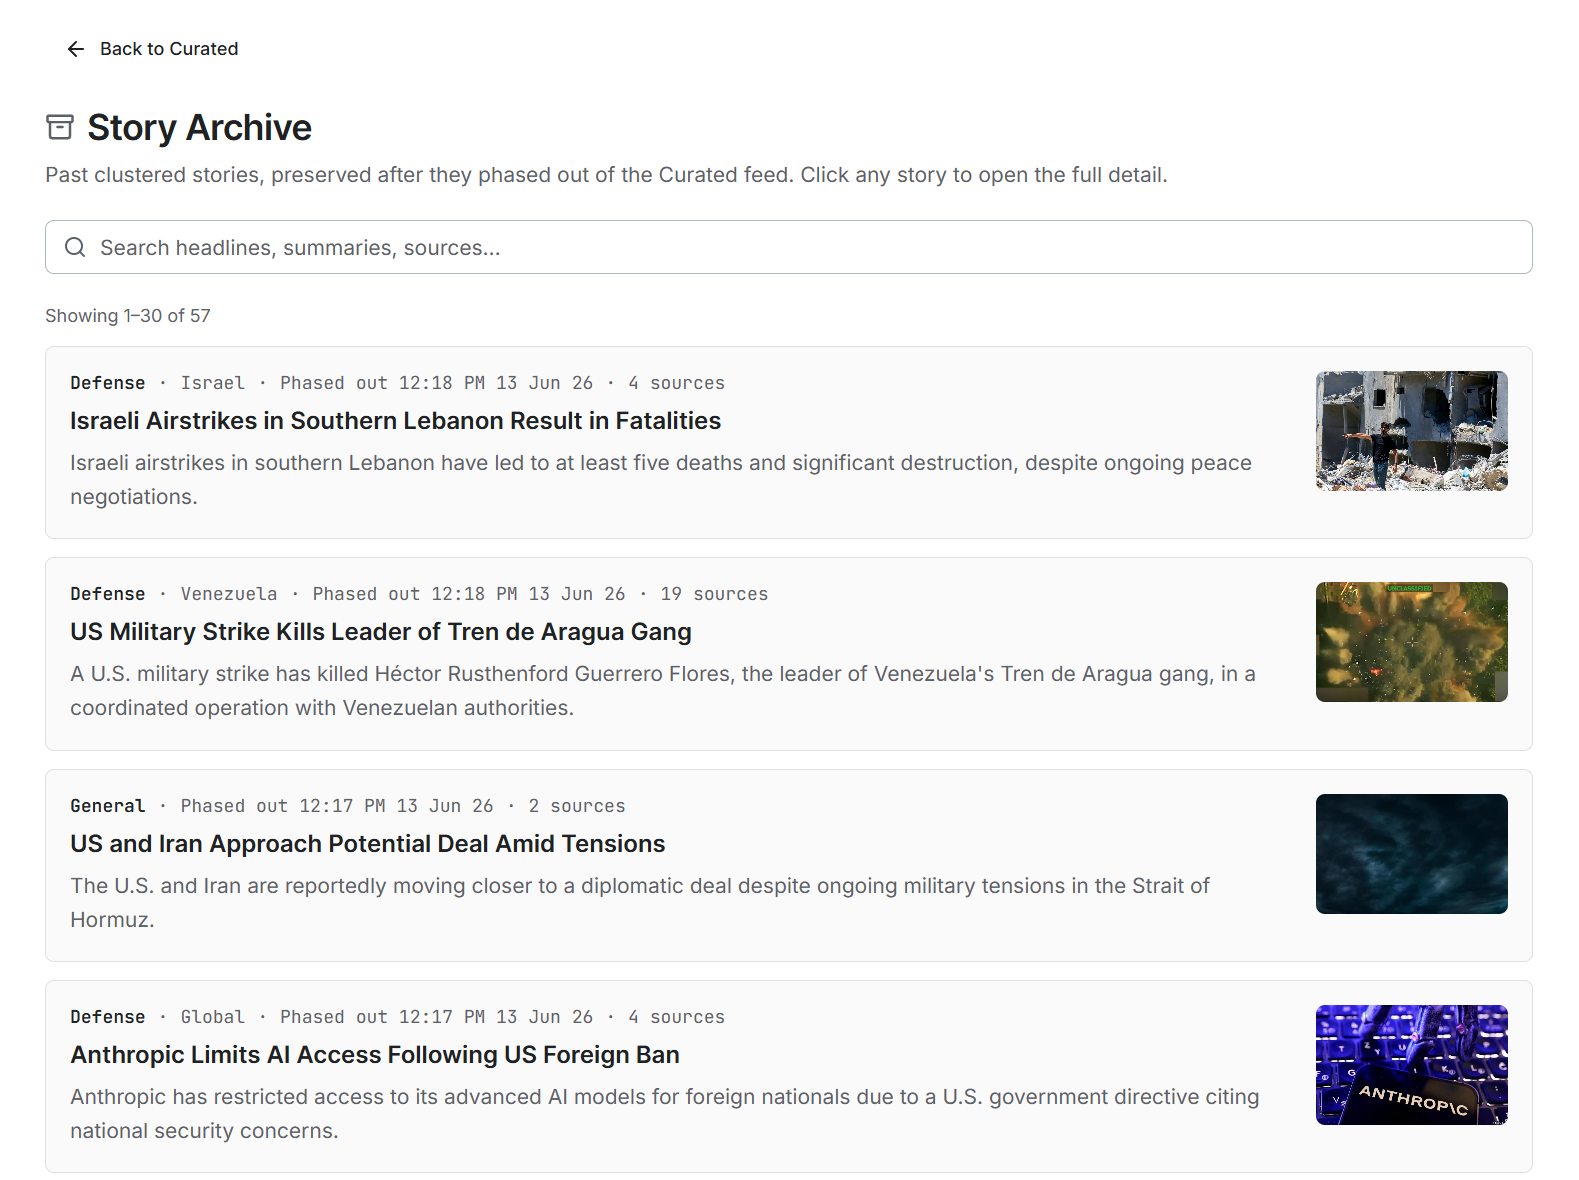 Back to Curated
Story Archive
Past clustered stories, preserved after they phased out of the Curated feed. Click any story to open the full detail.
Search headlines, summaries, sources...
Showing 1–30 of 57
Defense · Israel · Phased out 12:18 PM 13 Jun 26 · 4 sources
Israeli Airstrikes in Southern Lebanon Result in Fatalities
Israeli airstrikes in southern Lebanon have led to at least five deaths and significant destruction, despite ongoing peace
negotiations.
Defense · Venezuela · Phased out 12:18 PM 13 Jun 26 · 19 sources
UNCLASSIFIED
US Military Strike Kills Leader of Tren de Aragua Gang
A U.S. military strike has killed Héctor Rusthenford Guerrero Flores, the leader of Venezuela's Tren de Aragua gang, in a
coordinated operation with Venezuelan authorities.
General · Phased out 12:17 PM 13 Jun 26 · 2 sources
US and Iran Approach Potential Deal Amid Tensions
The U.S. and Iran are reportedly moving closer to a diplomatic deal despite ongoing military tensions in the Strait of
Hormuz.
Defense · Global · Phased out 12:17 PM 13 Jun 26 · 4 sources
Anthropic Limits AI Access Following US Foreign Ban
Anthropic has restricted access to its advanced AI models for foreign nationals due to a U.S. government directive citing
national security concerns.
ANTHROP\C